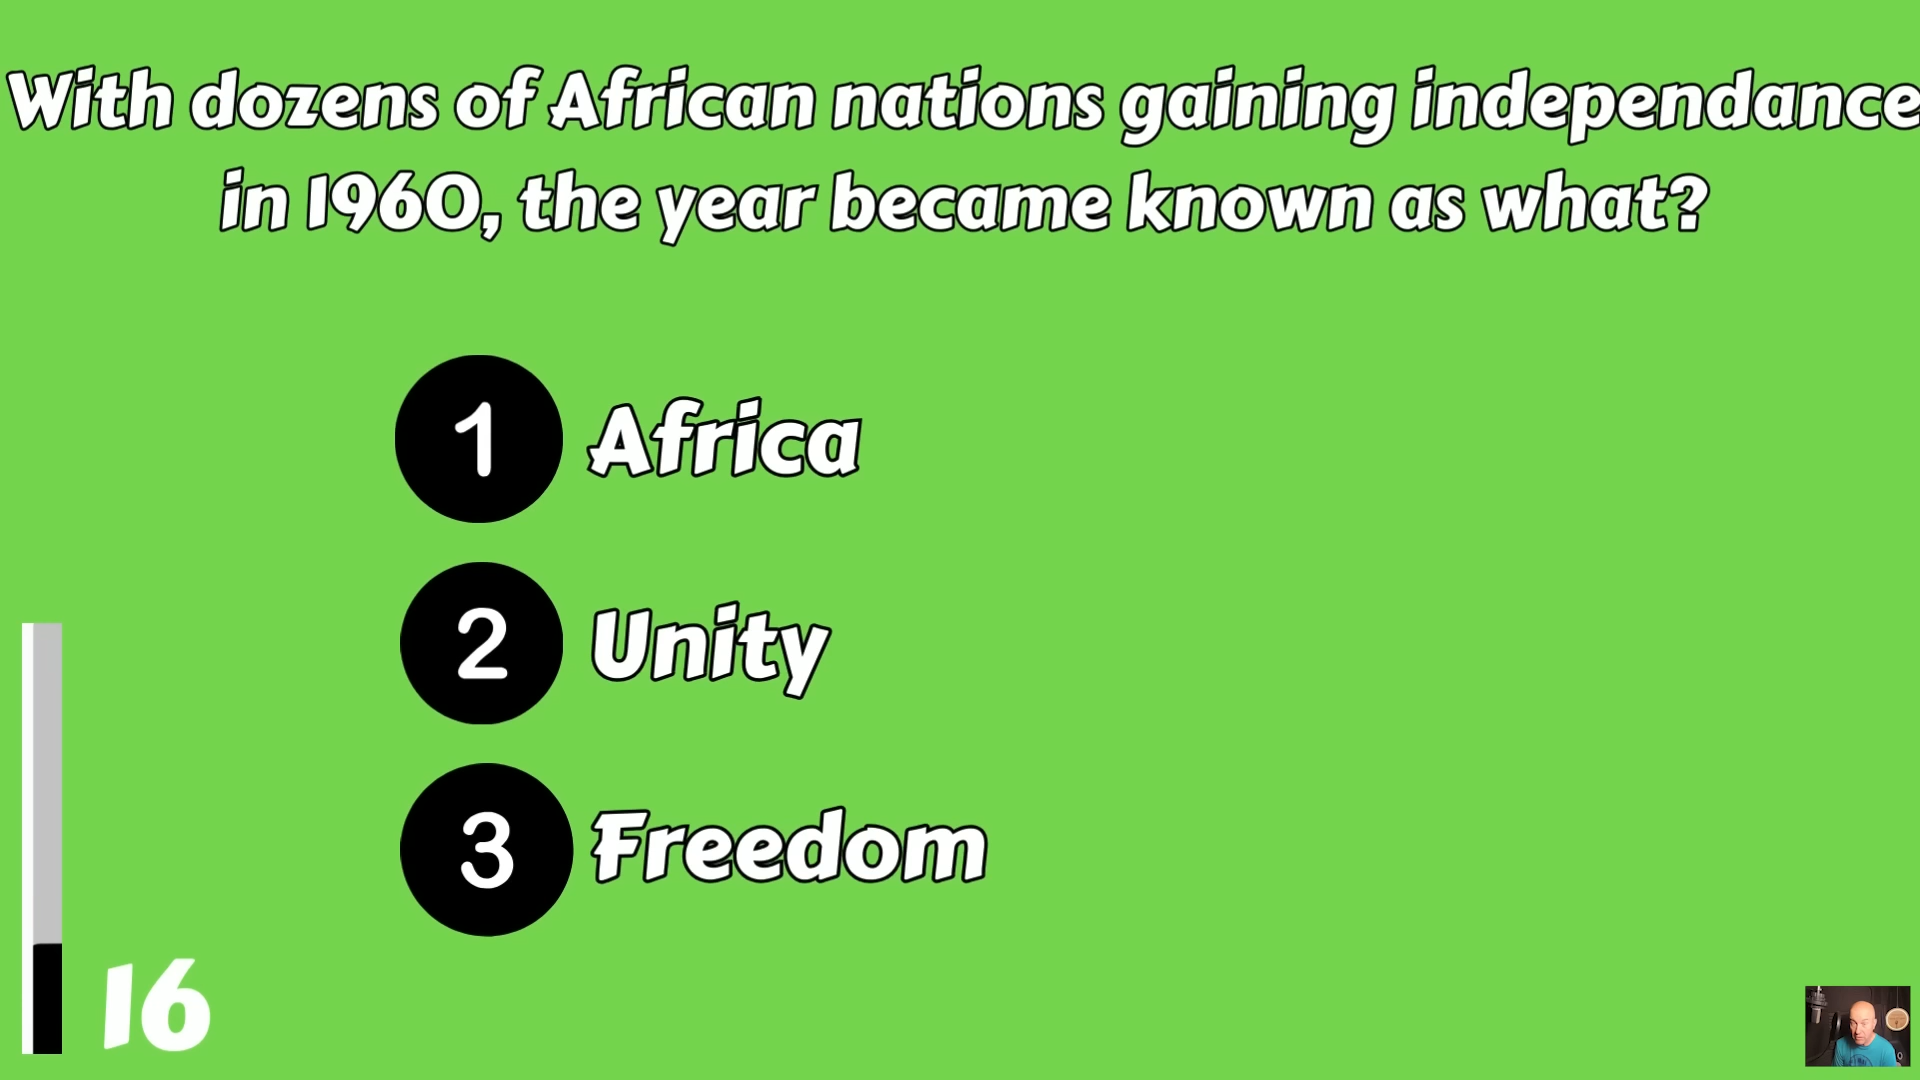 With dozens of African nations gaining independance
in 1960, the year became known as what?
1 Africa
2 Unity
3 Freedom
16